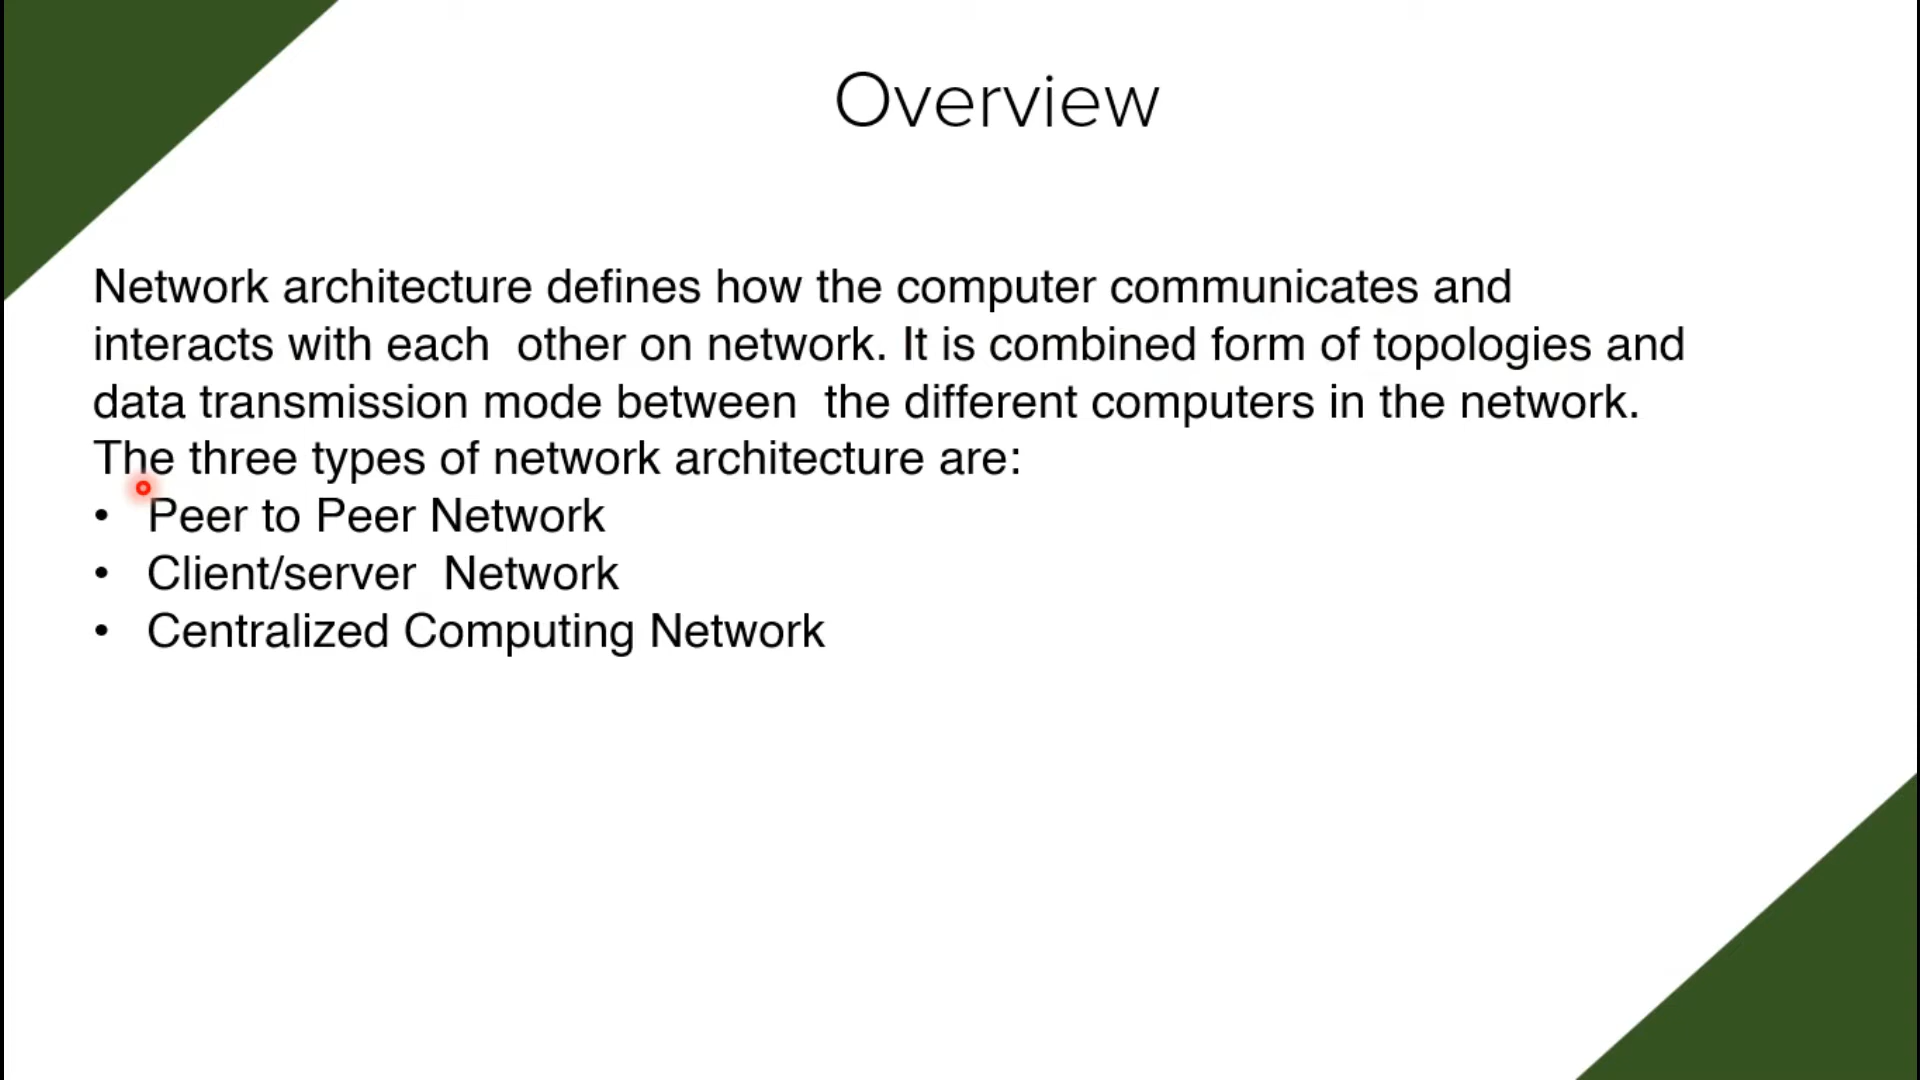 Overview
Network architecture defines how the computer communicates and
interacts with each  other on network. It is combined form of topologies and
data transmission mode between  the different computers in the network.
The three types of network architecture are:
• Peer to Peer Network
• Client/server  Network
• Centralized Computing Network